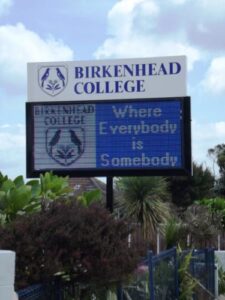 BIRKENHEAD
COLLEGE
BIRKENHEAD
COLLEGE
Where
Everybody
is
Somebody